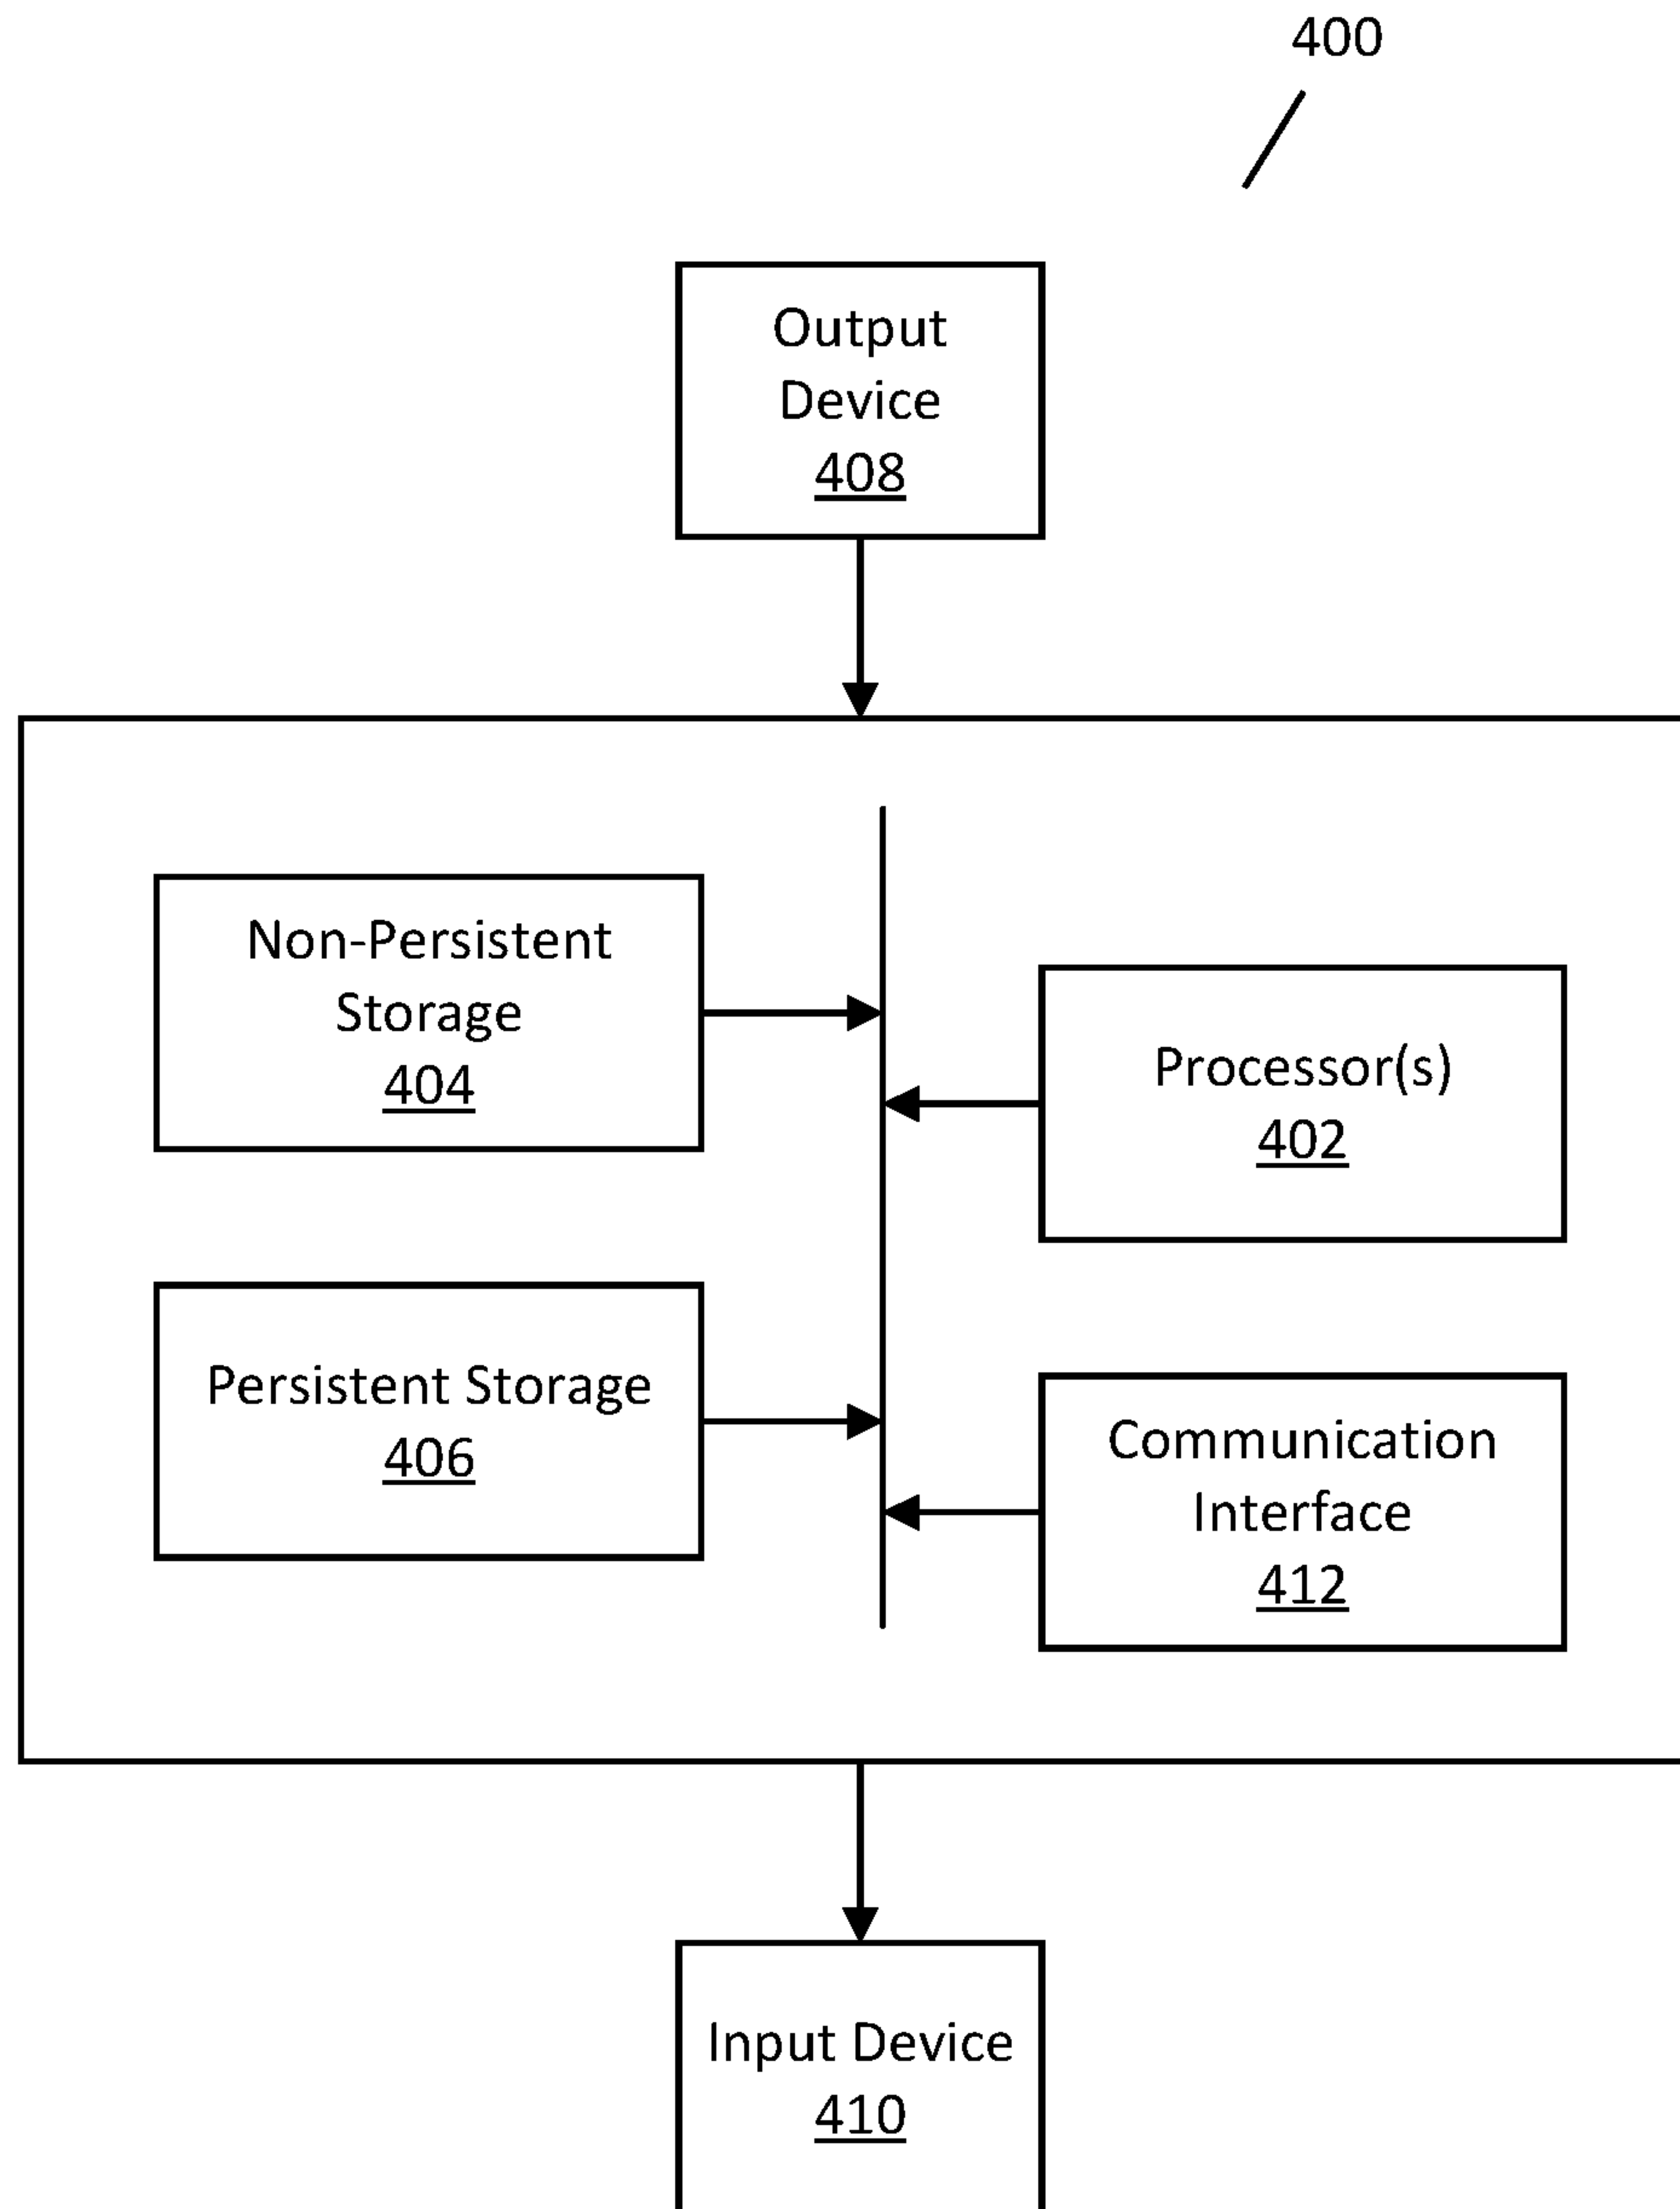 400
Output
Device
408
Non-Persistent
Storage
404
Processor(s)
402
Persistent Storage
406
Communication
Interface
412
Input Device
410